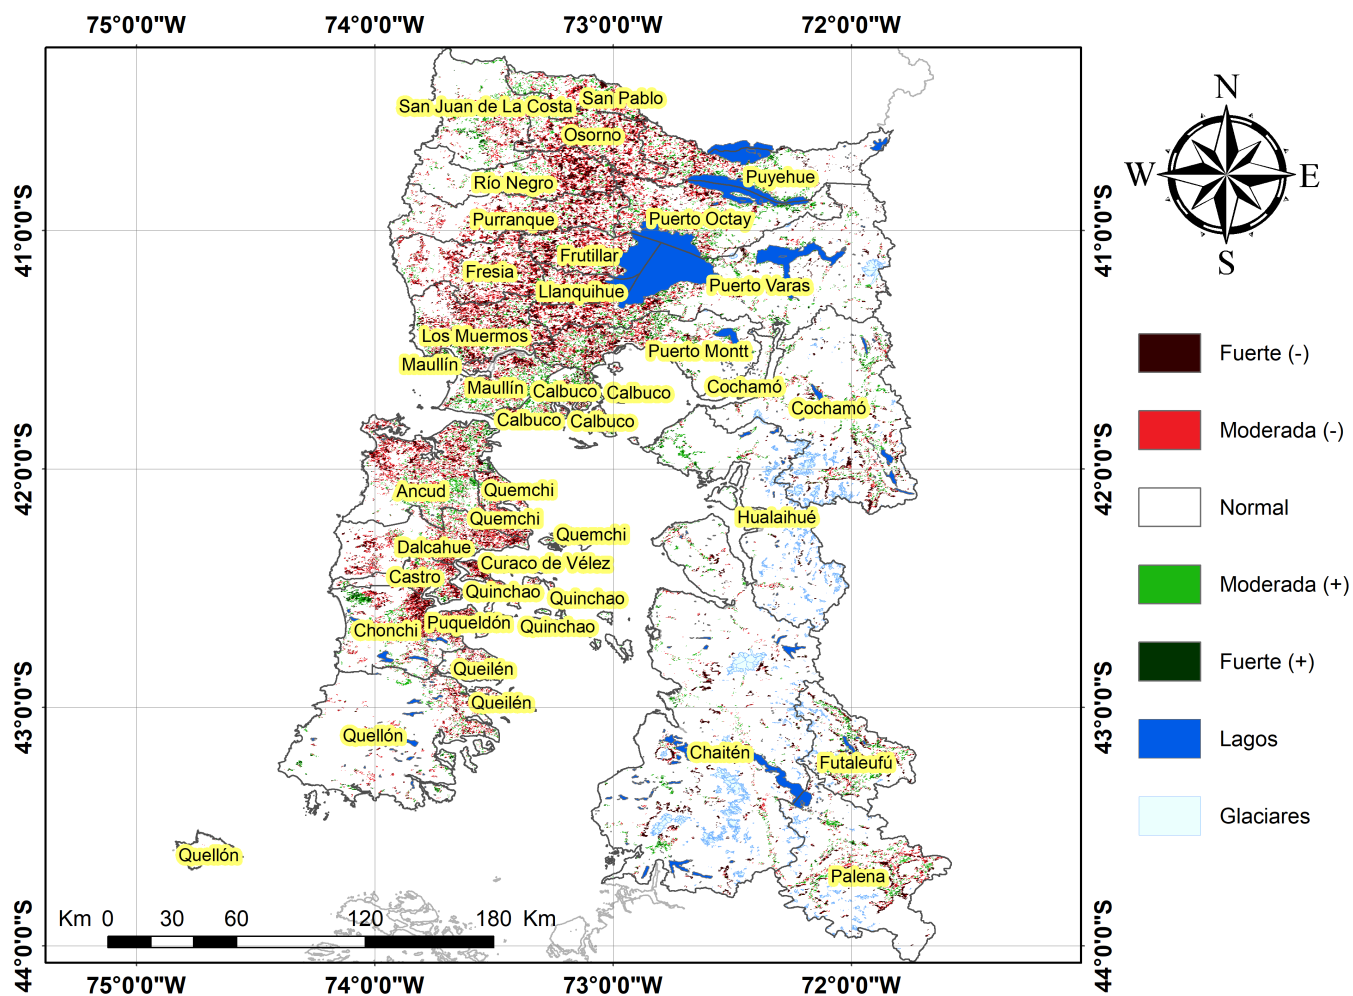 75°0'0"W 74°0'0"W 73°0'0"W 72°0'0"W
N
W E
S
41°0'0"S
42°0'0"S
43°0'0"S
44°0'0"S
41°0'0"S
42°0'0"S
43°0'0"S
44°0'0"S
San Pablo
San Juan de La Costa
Osorno
Puyehue
Río Negro
Purranque
Puerto Octay
Frutillar
Fresia
Llanquihue
Puerto Varas
Los Muermos
Puerto Montt
Maullín
Maullín
Calbuco
Calbuco
Cochamó
Cochamó
Calbuco
Calbuco
Ancud
Quemchi
Quemchi
Hualaihué
Quemchi
Dalcahue
Curaco de Vélez
Castro
Quinchao
Quinchao
Puqueldón
Quinchao
Chonchi
Queilén
Queilén
Quellón
Chaitén
Futaleufú
Quellón
Palena
Fuerte (-)
Moderada (-)
Normal
Moderada (+)
Fuerte (+)
Lagos
Glaciares
Km 0 30 60 120 180 Km
75°0'0"W 74°0'0"W 73°0'0"W 72°0'0"W